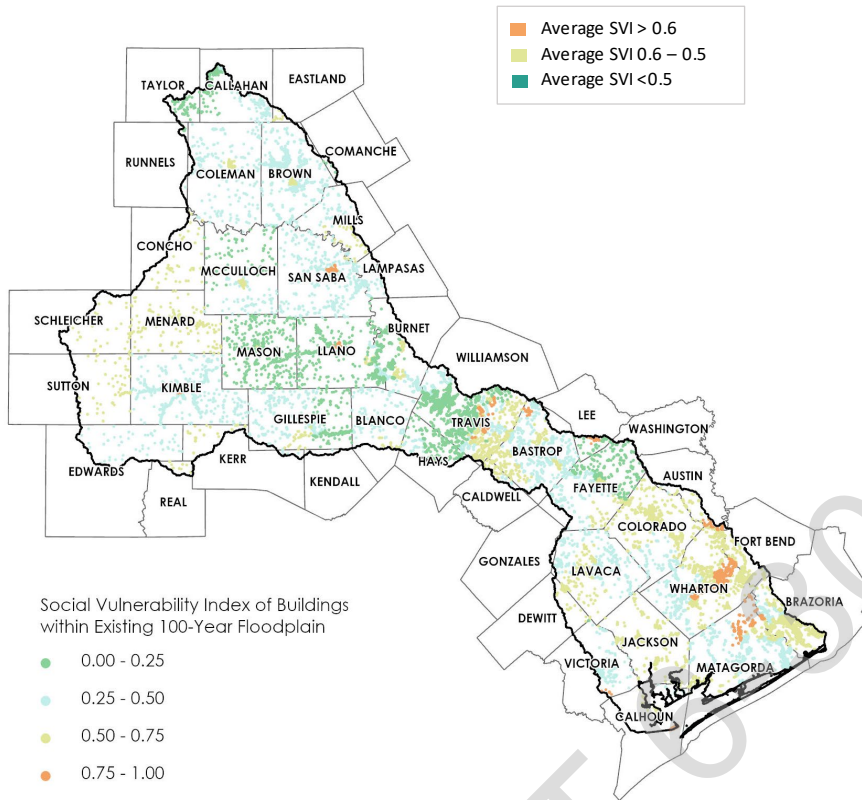 Average SVI > 0.6
Average SVI 0.6 – 0.5
Average SVI <0.5
TAYLOR
CALLAHAN
EASTLAND
RUNNELS
COLEMAN
BROWN
COMANCHE
MILLS
CONCHO
MCCULLOCH
SAN SABA
LAMPASAS
SCHLEICHER
MENARD
MASON
LLANO
BURNET
WILLIAMSON
SUTTON
KIMBLE
GILLESPIE
BLANCO
TRAVIS
LEE
WASHINGTON
EDWARDS
KERR
HAYS
BASTROP
FAYETTE
AUSTIN
REAL
KENDALL
CALDWELL
COLORADO
FORT BEND
GONZALES
LAVACA
WHARTON
BRAZORIA
DEWITT
JACKSON
VICTORIA
MATAGORDA
CALHOUN
Social Vulnerability Index of Buildings
within Existing 100-Year Floodplain
0.00 - 0.25
0.25 - 0.50
0.50 - 0.75
0.75 - 1.00